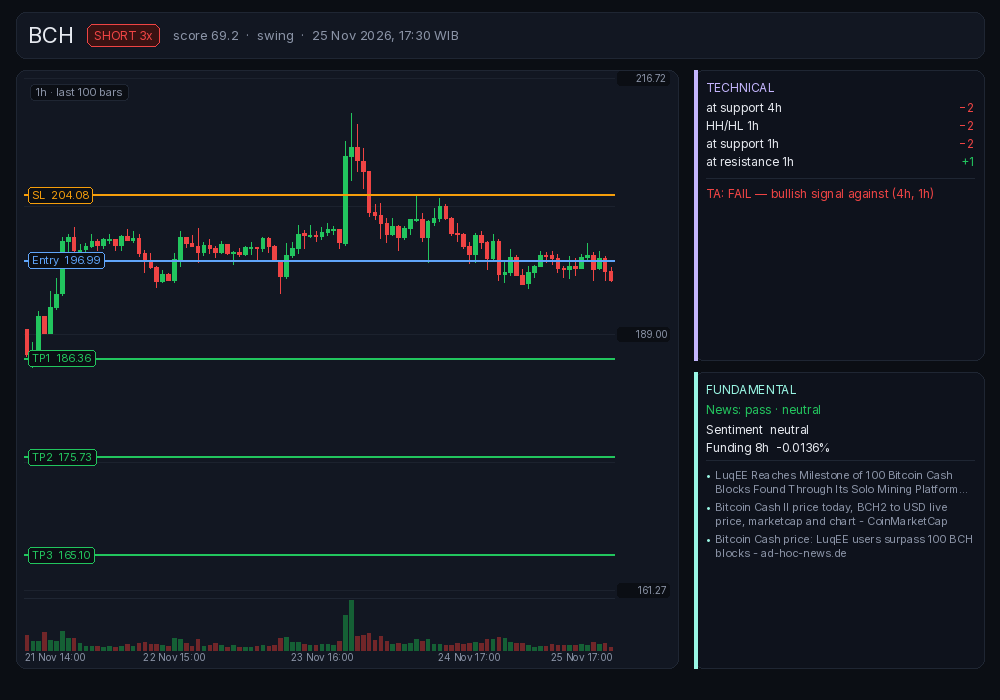 BCH SHORT 3x score 69.2 · swing · 25 Nov 2026, 17:30 WIB
1h · last 100 bars
216.72
SL 204.08
Entry 196.99
189.00
TP1 186.36
TP2 175.73
TP3 165.10
161.27
21 Nov 14:00 22 Nov 15:00 23 Nov 16:00 24 Nov 17:00 25 Nov 17:00
TECHNICAL
at support 4h −2
HH/HL 1h −2
at support 1h −2
at resistance 1h +1
TA: FAIL — bullish signal against (4h, 1h)
FUNDAMENTAL
News: pass · neutral
Sentiment neutral
Funding 8h -0.0136%
• LuqEE Reaches Milestone of 100 Bitcoin Cash
Blocks Found Through Its Solo Mining Platform…
• Bitcoin Cash II price today, BCH2 to USD live
price, marketcap and chart - CoinMarketCap
• Bitcoin Cash price: LuqEE users surpass 100 BCH
blocks - ad-hoc-news.de